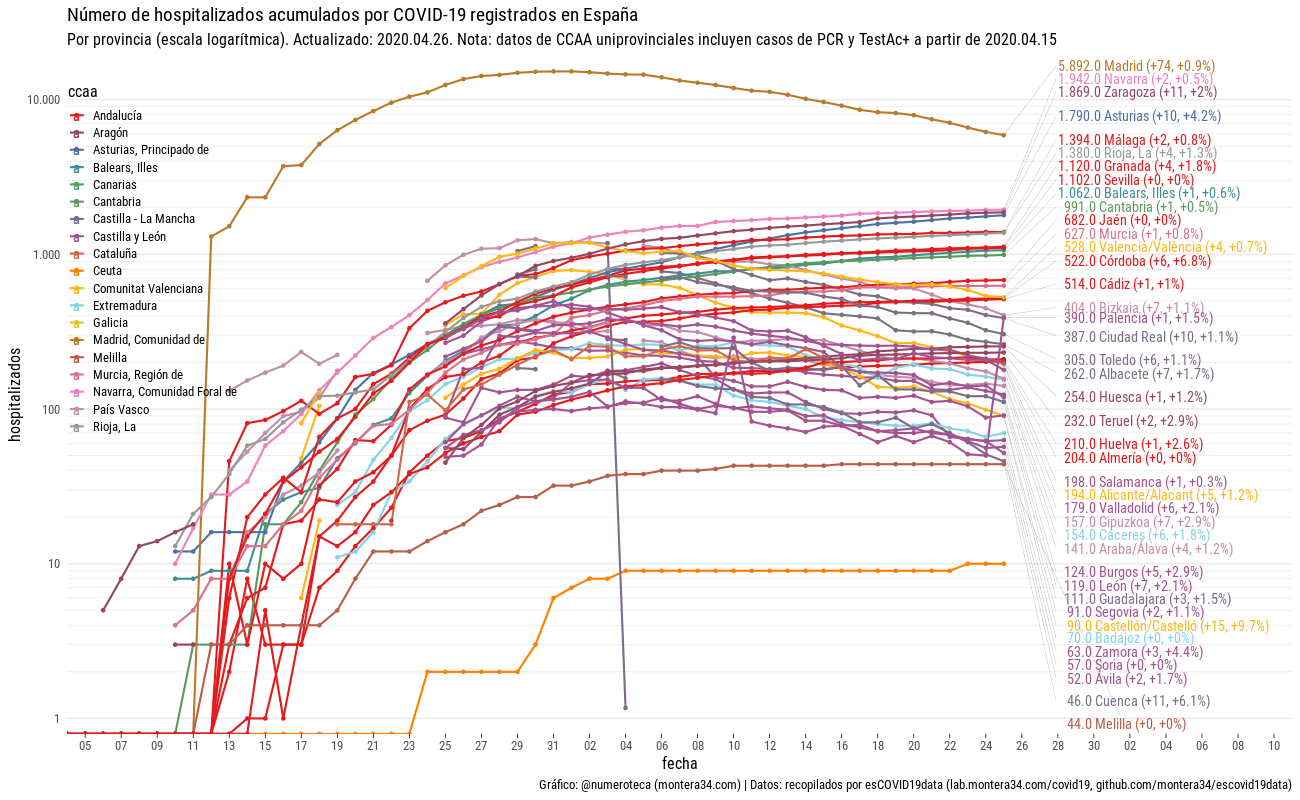 Número de hospitalizados acumulados por COVID-19 registrados en España
Por provincia (escala logarítmica). Actualizado: 2020.04.26. Nota: datos de CCAA uniprovinciales incluyen casos de PCR y TestAc+ a partir de 2020.04.15
hospitalizados
10.000
1.000
100
10
1
ccaa
Andalucía
Aragón
Asturias, Principado de
Balears, Illes
Canarias
Cantabria
Castilla - La Mancha
Castilla y León
Cataluña
Ceuta
Comunitat Valenciana
Extremadura
Galicia
Madrid, Comunidad de
Melilla
Murcia, Región de
Navarra, Comunidad Foral de
País Vasco
Rioja, La
5.892.0 Madrid (+74, +0.9%)
1.942.0 Navarra (+2, +0.5%)
1.869.0 Zaragoza (+11, +2%)
1.790.0 Asturias (+10, +4.2%)
1.394.0 Málaga (+2, +0.8%)
1.380.0 Rioja, La (+4, +1.3%)
1.120.0 Granada (+4, +1.8%)
1.102.0 Sevilla (+0, +0%)
1.062.0 Balears, Illes (+1, +0.6%)
991.0 Cantabria (+1, +0.5%)
682.0 Jaén (+0, +0%)
627.0 Murcia (+1, +0.8%)
528.0 Valencia/València (+4, +0.7%)
522.0 Córdoba (+6, +6.8%)
514.0 Cádiz (+1, +1%)
404.0 Bizkaia (+7, +1.1%)
390.0 Palencia (+1, +1.5%)
387.0 Ciudad Real (+10, +1.1%)
305.0 Toledo (+6, +1.1%)
262.0 Albacete (+7, +1.7%)
254.0 Huesca (+1, +1.2%)
232.0 Teruel (+2, +2.9%)
210.0 Huelva (+1, +2.6%)
204.0 Almería (+0, +0%)
198.0 Salamanca (+1, +0.3%)
194.0 Alicante/Alacant (+5, +1.2%)
179.0 Valladolid (+6, +2.1%)
157.0 Gipuzkoa (+7, +2.9%)
154.0 Cáceres (+6, +1.8%)
141.0 Araba/Álava (+4, +1.2%)
124.0 Burgos (+5, +2.9%)
119.0 León (+7, +2.1%)
111.0 Guadalajara (+3, +1.5%)
91.0 Segovia (+2, +1.1%)
90.0 Castellón/Castelló (+15, +9.7%)
70.0 Badajoz (+0, +0%)
63.0 Zamora (+3, +4.4%)
57.0 Soria (+0, +0%)
52.0 Ávila (+2, +1.7%)
46.0 Cuenca (+11, +6.1%)
44.0 Melilla (+0, +0%)
05 07 09 11 13 15 17 19 21 23 25 27 29 31 02 04 06 08 10 12 14 16 18 20 22 24 26 28 30 02 04 06 08 10
fecha
Gráfico: @numeroteca (montera34.com) | Datos: recopilados por esCOVID19data (lab.montera34.com/covid19, github.com/montera34/escovid19data)